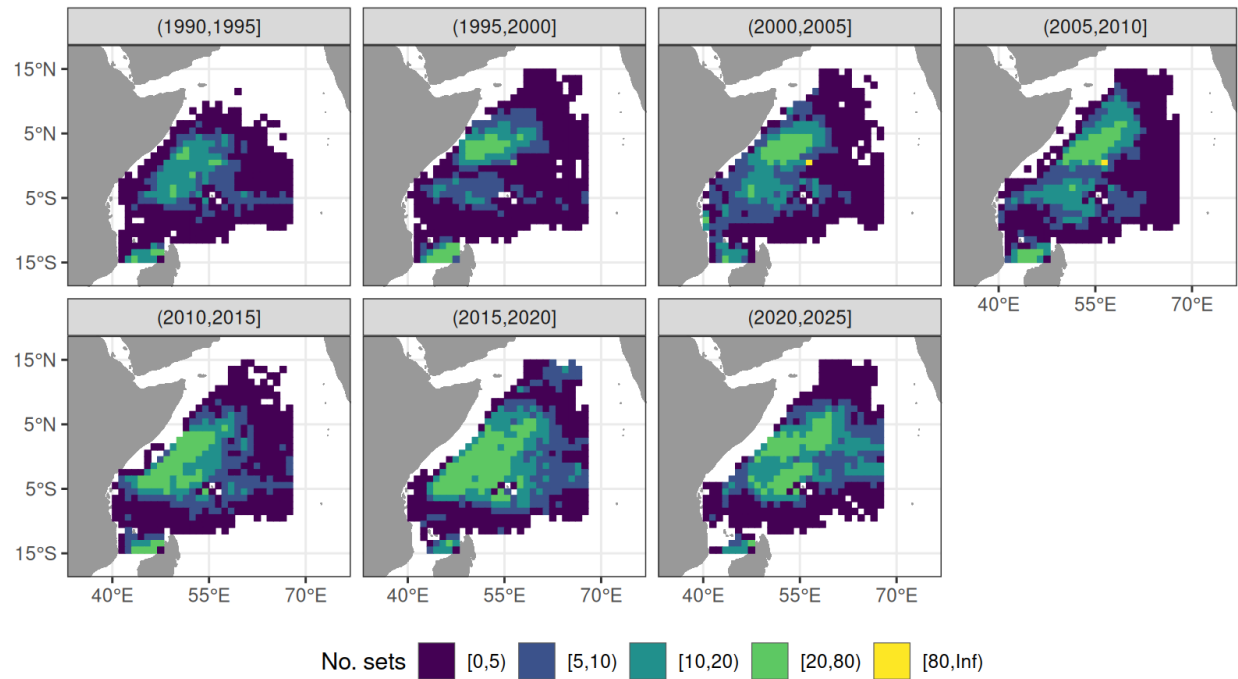 (1990,1995]
(1995,2000]
(2000,2005]
(2005,2010]
15°N
5°N
5°S
15°S
40°E
55°E
70°E
(2010,2015]
(2015,2020]
(2020,2025]
15°N
5°N
5°S
15°S
40°E
55°E
70°E
40°E
55°E
70°E
40°E
55°E
70°E
No. sets
[0,5)
[5,10)
[10,20)
[20,80)
[80,Inf)